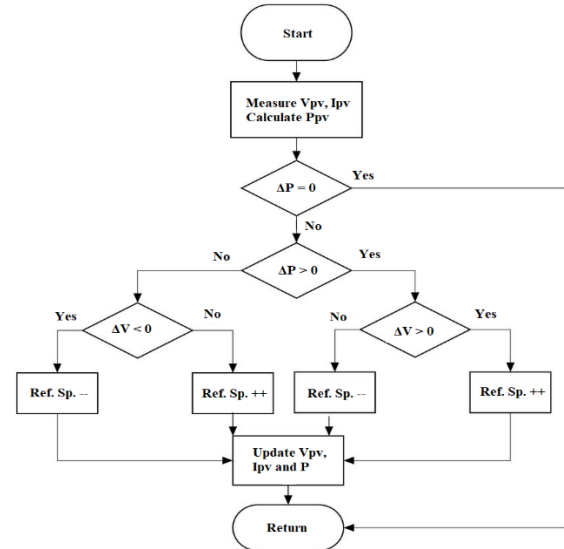 Start
Measure Vpv, Ipv
Calculate Ppv
ΔP = 0
Yes
No
No
ΔP > 0
Yes
Yes
ΔV < 0
No
No
ΔV > 0
Yes
Ref. Sp. --
Ref. Sp. ++
Ref. Sp. --
Ref. Sp. ++
Update Vpv,
Ipv and P
Return